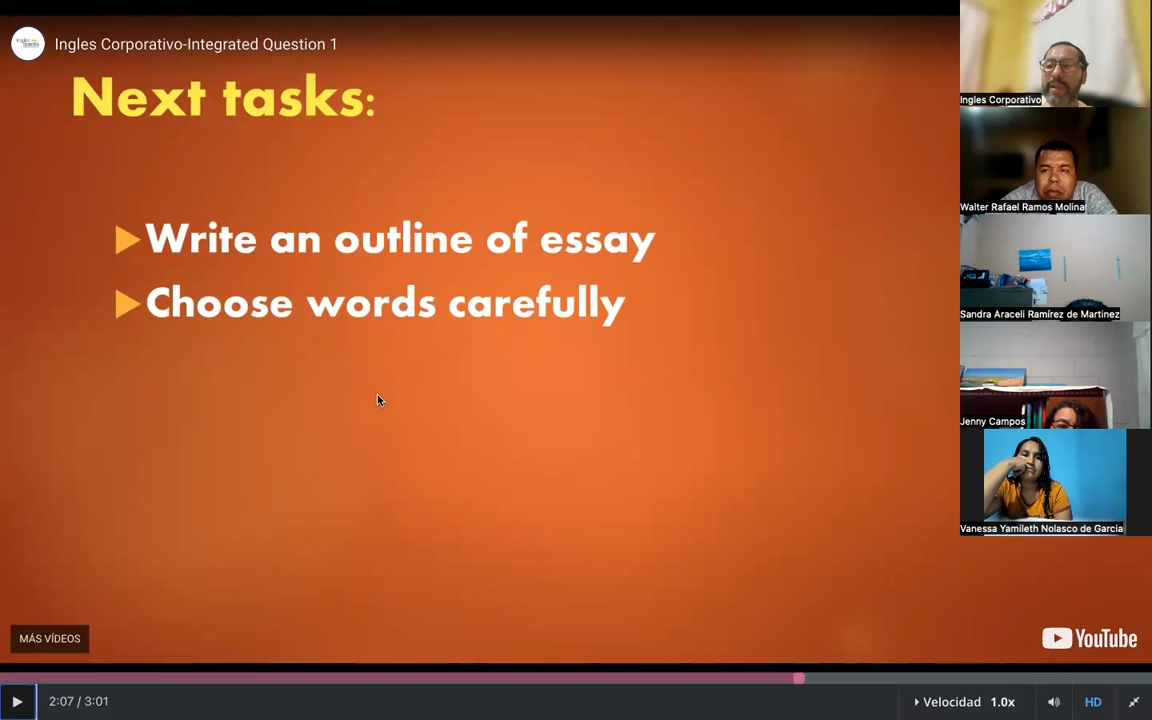 Ingles Corporativo-Integrated Question 1
Next tasks:
Write an outline of essay
Choose words carefully
MÁS VÍDEOS
YouTube
2:07 / 3:01
Velocidad 1.0x
HD
Ingles Corporativo
Walter Rafael Ramos Molina
Sandra Araceli Ramírez de Martinez
Jenny Campos
Vanessa Yamileth Nolasco de Garcia